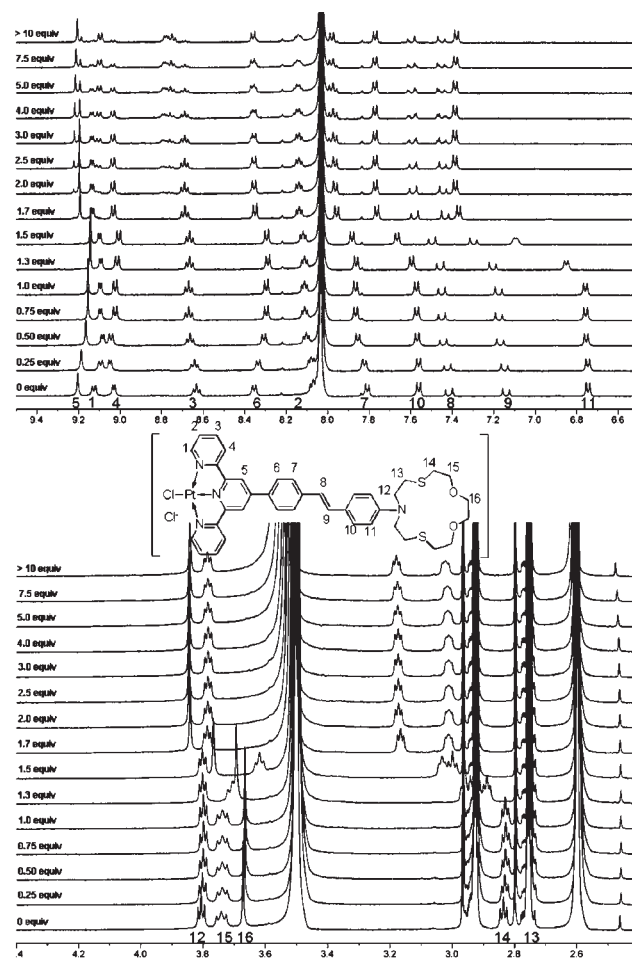 > 10 equiv
7.5 equiv
5.0 equiv
4.0 equiv
3.0 equiv
2.5 equiv
2.0 equiv
1.7 equiv
1.5 equiv
1.3 equiv
1.0 equiv
0.75 equiv
0.50 equiv
0.25 equiv
0 equiv
5 1 4 3 6 2 7 10 8 9 11
9.4 9.2 9.0 8.8 8.6 8.4 8.2 8.0 7.8 7.6 7.4 7.2 7.0 6.8 6.6
2 3
1 4
5
6 7
8
9
10 11
12
13 14 15
16
N
Cl-Pt N
Cl-
N
N
S
O
O
S
> 10 equiv
7.5 equiv
5.0 equiv
4.0 equiv
3.0 equiv
2.5 equiv
2.0 equiv
1.7 equiv
1.5 equiv
1.3 equiv
1.0 equiv
0.75 equiv
0.50 equiv
0.25 equiv
0 equiv
12 15 16 14 13
.4 4.2 4.0 3.8 3.6 3.4 3.2 3.0 2.8 2.6